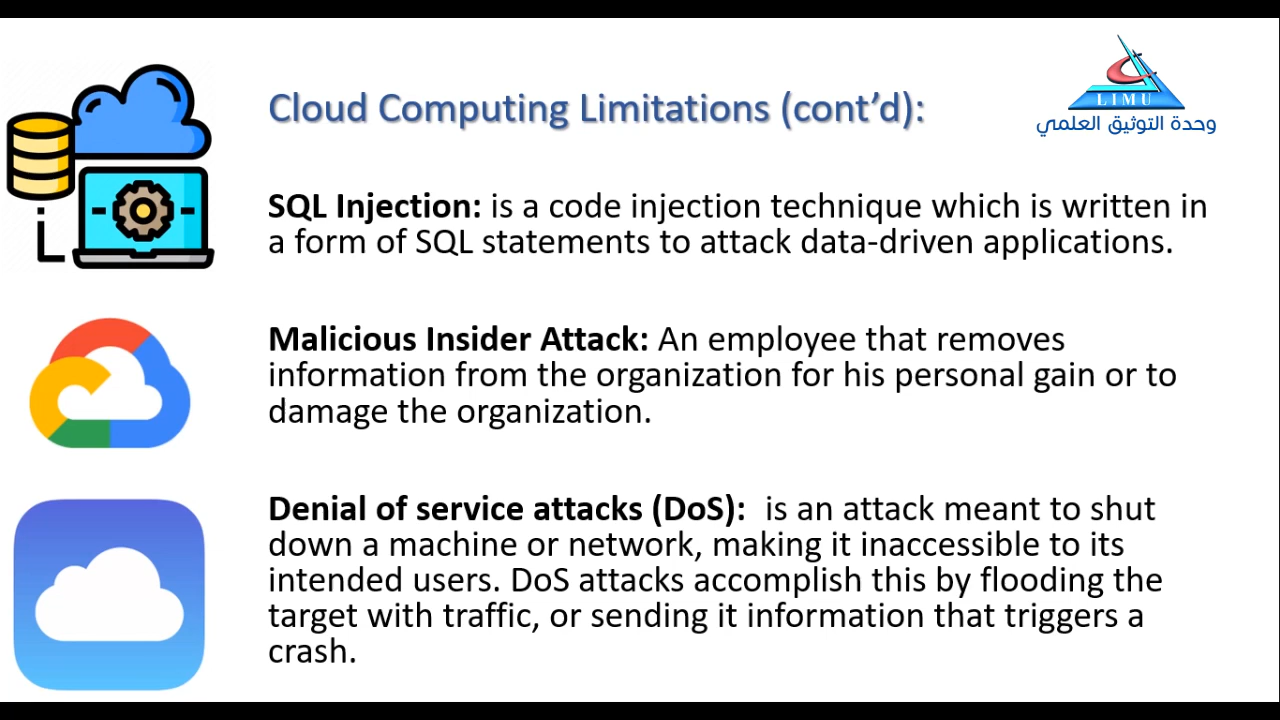 Cloud Computing Limitations (cont’d):
LIMU
وحدة التوثيق العلمي
SQL Injection: is a code injection technique which is written in
a form of SQL statements to attack data-driven applications.
Malicious Insider Attack: An employee that removes
information from the organization for his personal gain or to
damage the organization.
Denial of service attacks (DoS):  is an attack meant to shut
down a machine or network, making it inaccessible to its
intended users. DoS attacks accomplish this by flooding the
target with traffic, or sending it information that triggers a
crash.